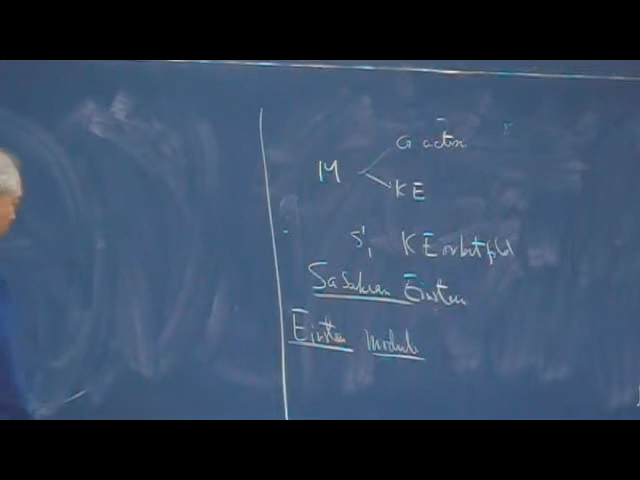 G action
M
KE
S¹, KE orbifold
Sasakian Einstein
Einstein moduli